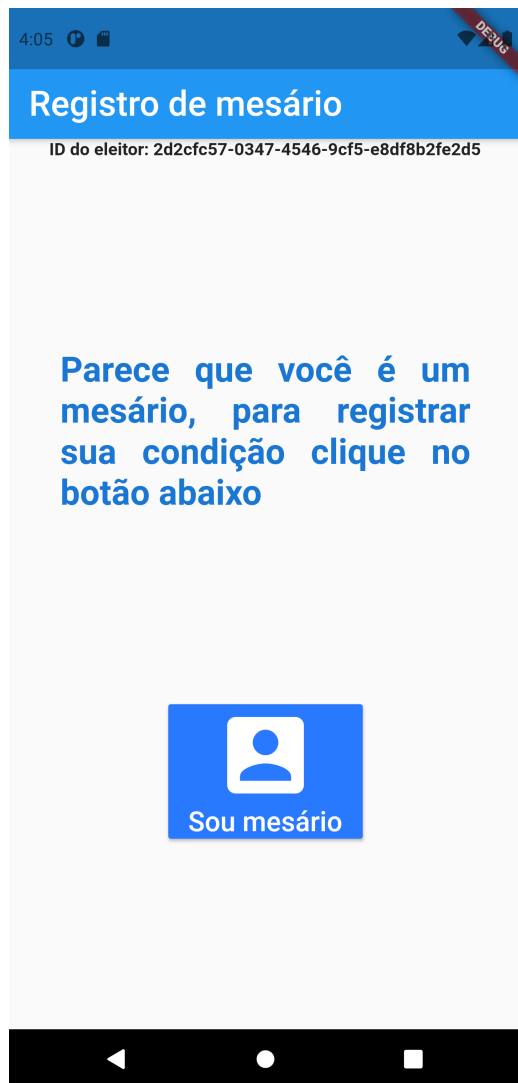 4:05
DEBUG
Registro de mesário
ID do eleitor: 2d2cfc57-0347-4546-9cf5-e8df8b2fe2d5
Parece que você é um
mesário, para registrar
sua condição clique no
botão abaixo
Sou mesário